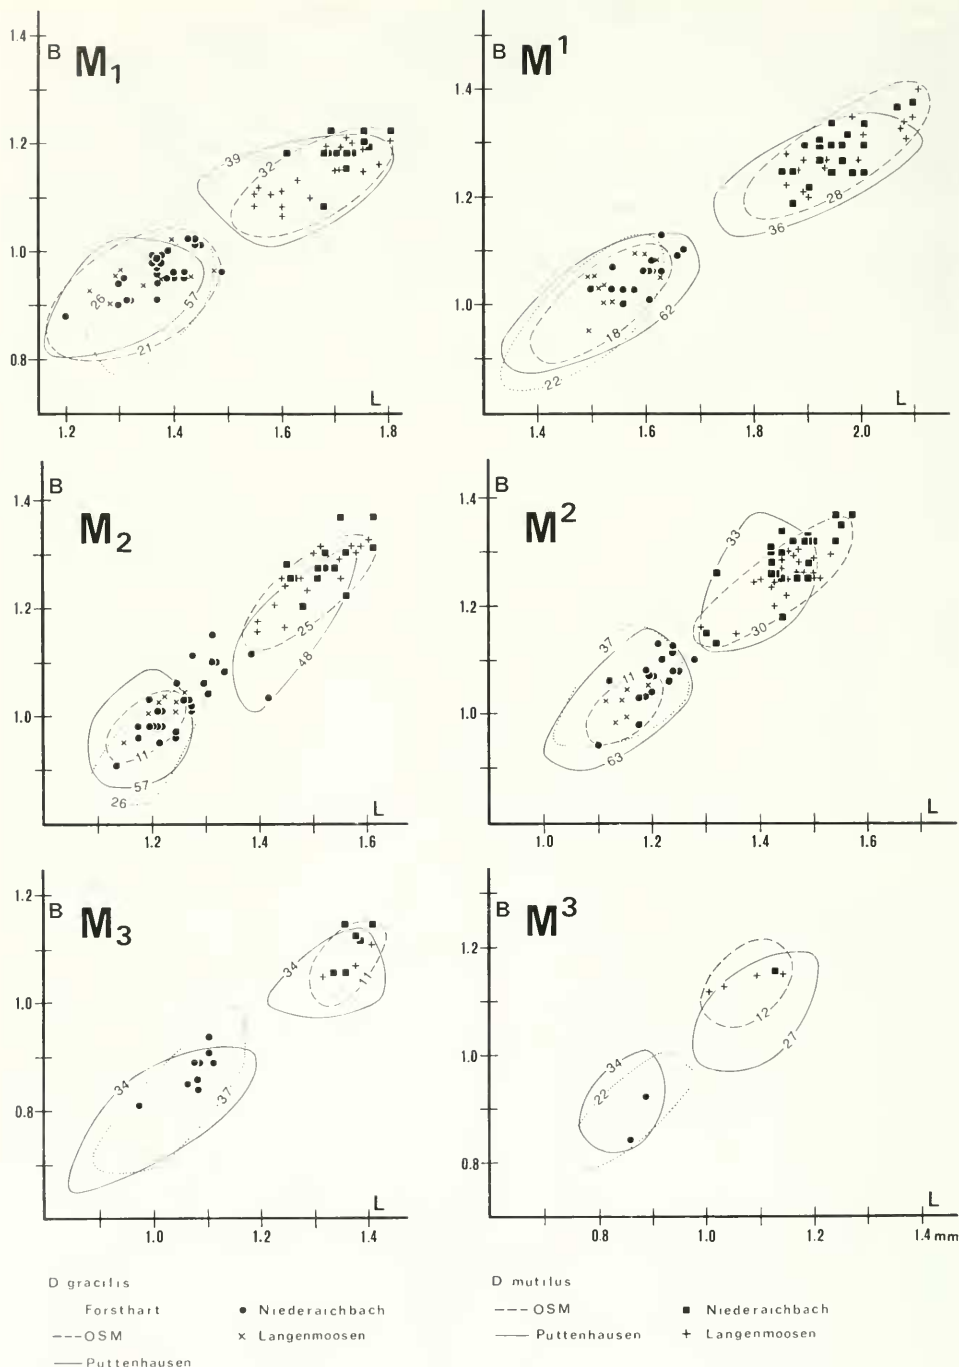 B M₁
1.4
1.2
1.0
0.8
39
32
26
57
21
L
1.2 1.4 1.6 1.8
B M¹
1.4
1.2
1.0
28
36
18
62
22
L
1.4 1.6 1.8 2.0
B
M₂
1.4
1.2
1.0
25
48
11
57
26
L
1.2 1.4 1.6
B
M²
1.4
1.2
1.0
33
30
37
11
63
L
1.0 1.2 1.4 1.6
B M₃
1.2
1.0
0.8
34
11
34
37
L
1.0 1.2 1.4
B M³
1.2
1.0
0.8
12
27
34
22
L
0.8 1.0 1.2 1.4 mm
D gracilis
Forsthart
OSM
Puttenhausen
Niederaichbach
Langenmoosen
D mutilus
OSM
Puttenhausen
Niederaichbach
Langenmoosen